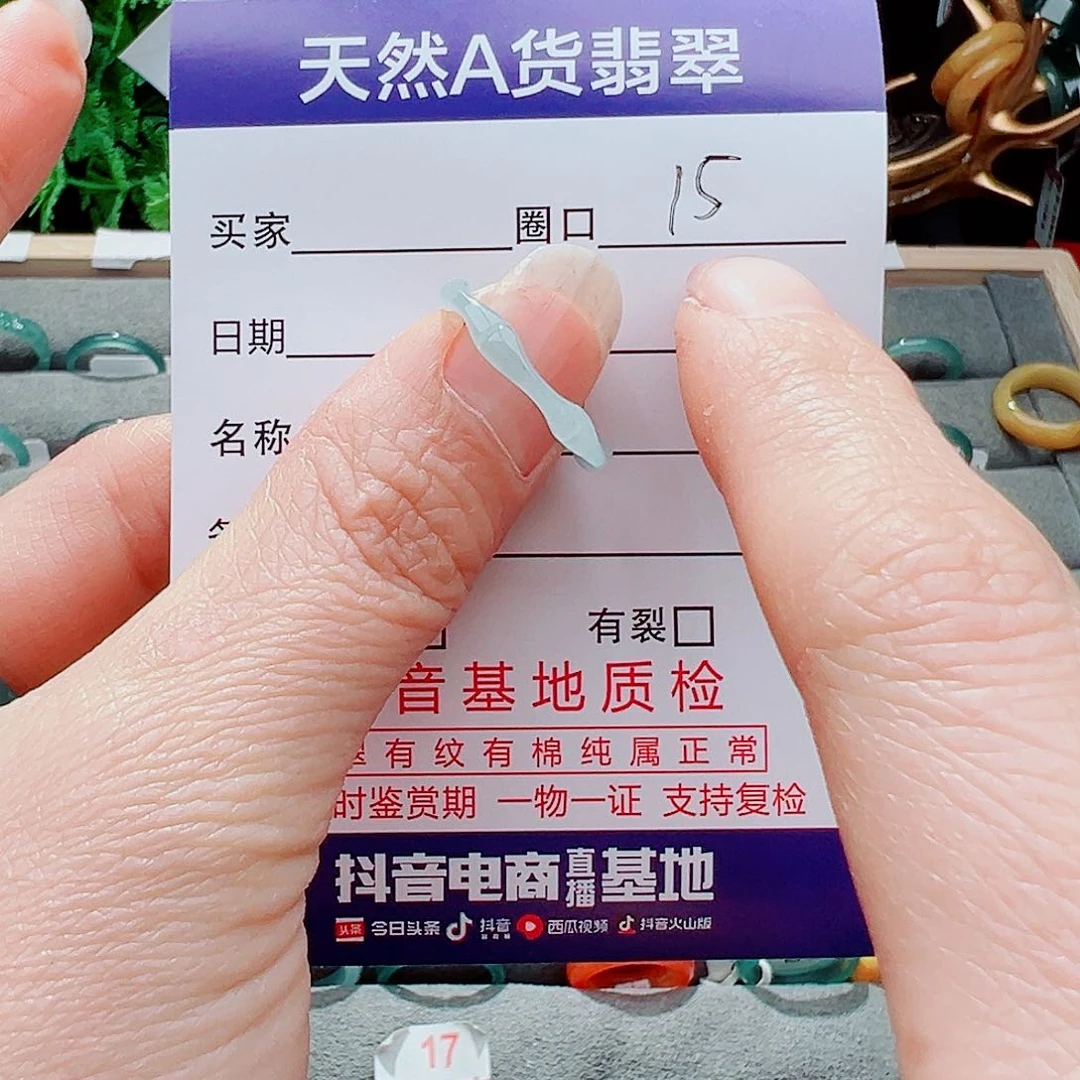 天然A货翡翠
买家 圈口 15
日期
名称
有裂
音基地质检
有纹有棉纯属正常
时鉴赏期 一物一证 支持复检
抖音电商直播基地
头条 今日头条 抖音 西瓜视频 抖音火山版
17